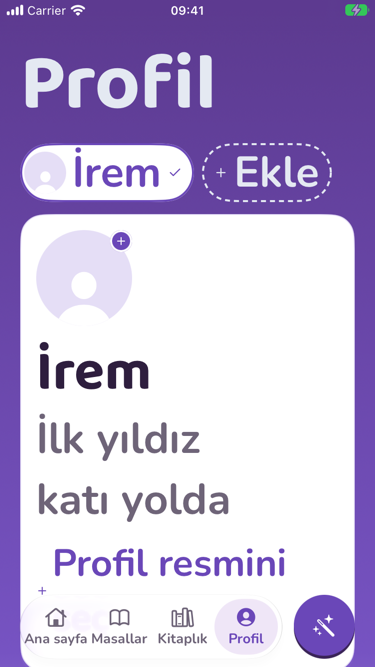 Carrier 09:41
Profil
İrem
+ Ekle
İrem
İlk yıldız
katı yolda
Profil resmini
Ana sayfa Masallar Kitaplık Profil